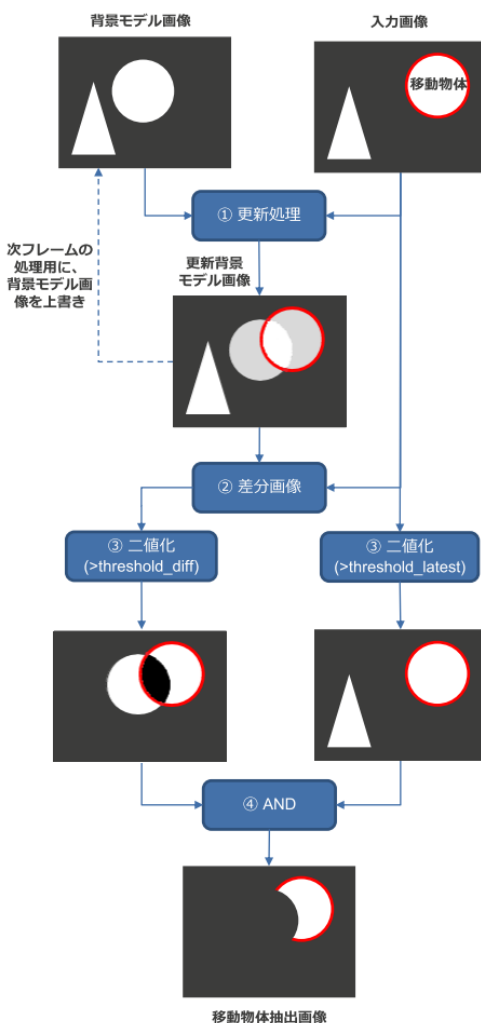 背景モデル画像
入力画像
移動物体
① 更新処理
次フレームの
処理用に、
背景モデル画
像を上書き
更新背景
モデル画像
② 差分画像
③ 二値化
(>threshold_diff)
③ 二値化
(>threshold_latest)
④ AND
移動物体抽出画像